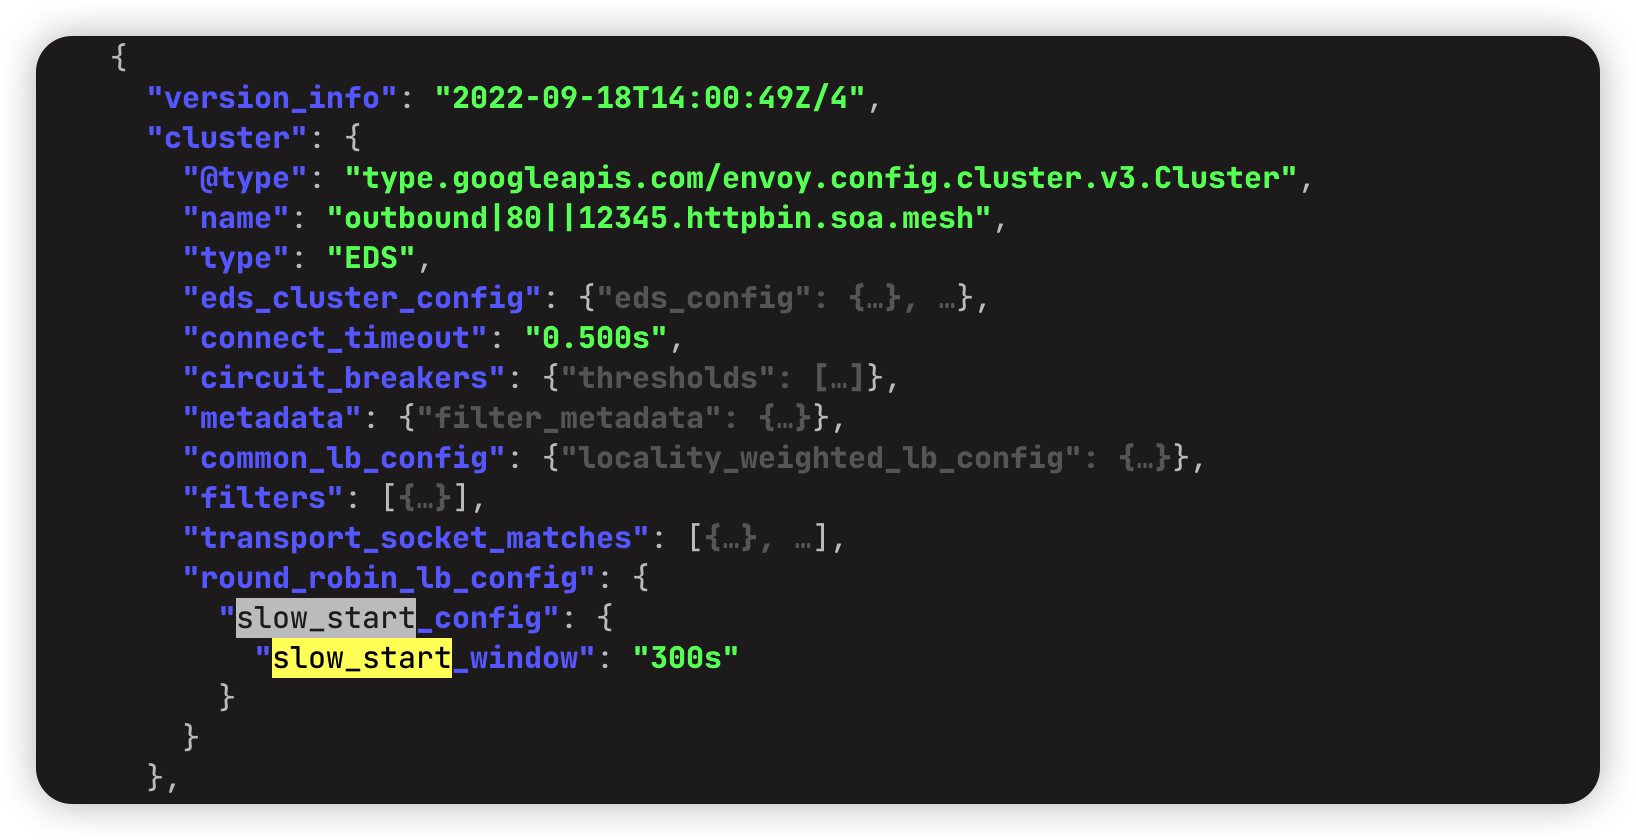 {
"version_info": "2022-09-18T14:00:49Z/4",
"cluster": {
"@type": "type.googleapis.com/envoy.config.cluster.v3.Cluster",
"name": "outbound|80||12345.httpbin.soa.mesh",
"type": "EDS",
"eds_cluster_config": {"eds_config": {…}, …},
"connect_timeout": "0.500s",
"circuit_breakers": {"thresholds": […]},
"metadata": {"filter_metadata": {…}},
"common_lb_config": {"locality_weighted_lb_config": {…}},
"filters": [{…}],
"transport_socket_matches": [{…}, …],
"round_robin_lb_config": {
"slow_start_config": {
"slow_start_window": "300s"
}
}
},